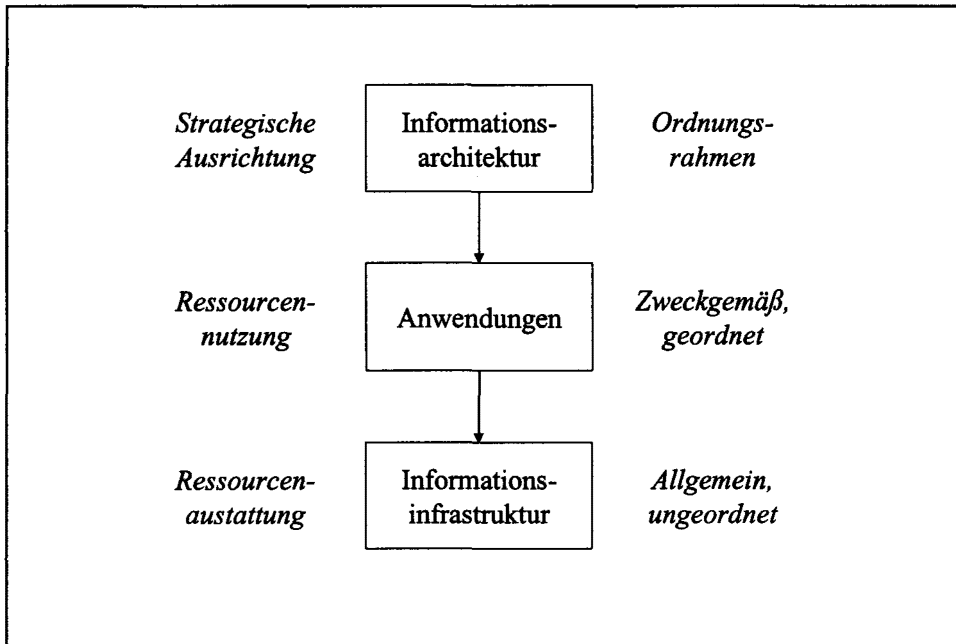 Strategische
Ausrichtung
Informations-
architektur
Ordnungs-
rahmen
Ressourcen-
nutzung
Anwendungen
Zweckgemäß,
geordnet
Ressourcen-
austattung
Informations-
infrastruktur
Allgemein,
ungeordnet